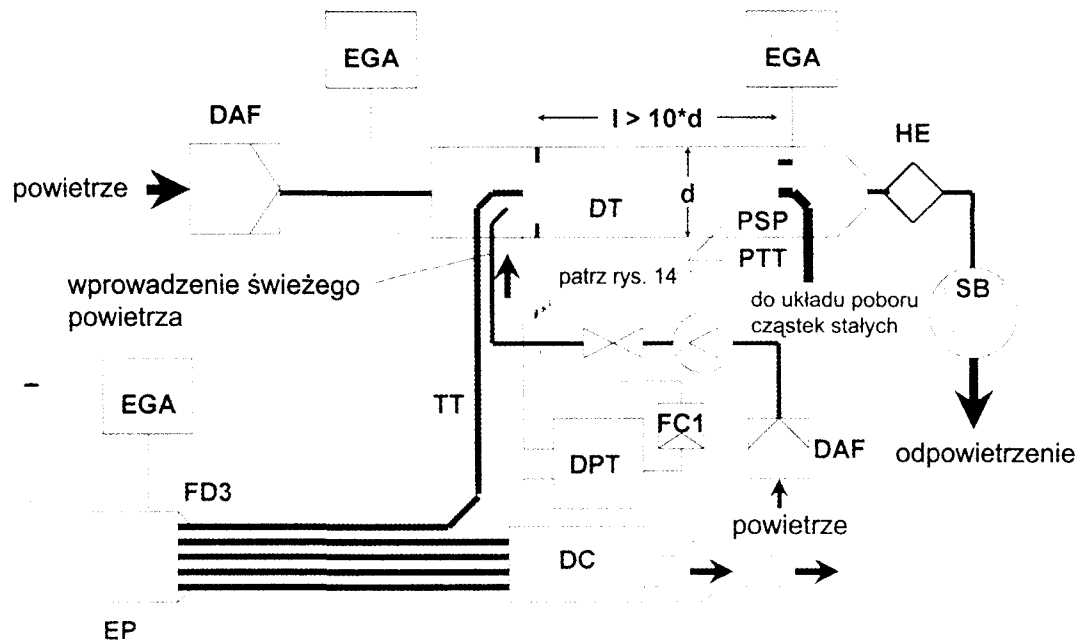 EGA
EGA
DAF
l > 10*d
HE
powietrze
d
DT
PSP
PTT
wprowadzenie świeżego
powietrza
patrz rys. 14
do układu poboru
cząstek stałych
SB
EGA
TT
FC1
DPT
DAF
odpowietrzenie
FD3
powietrze
DC
EP